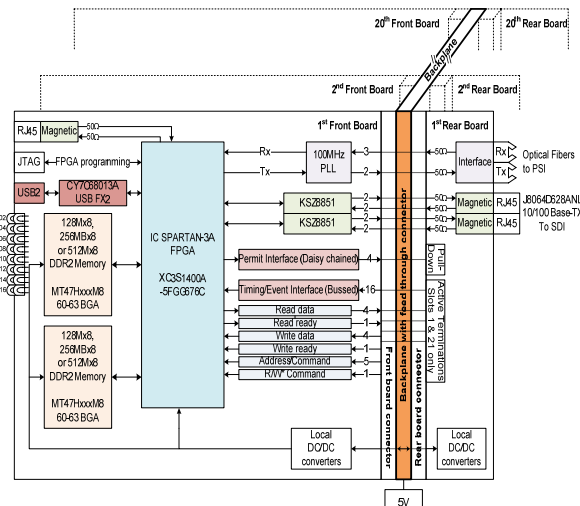 20th Front Board
20th Rear Board
Backplane
2nd Front Board
2nd Rear Board
1st Front Board
1st Rear Board
RJ45
Magnetic
50Ω
50Ω
JTAG
FPGA programming
USB2
CY7C68013A
USB FX2
128Mx8,
256MBx8
or 512Mx8
DDR2 Memory
MT47HxxxM8
60-63 BGA
128Mx8,
256MBx8
or 512Mx8
DDR2 Memory
MT47HxxxM8
60-63 BGA
IC SPARTAN-3A
FPGA
XC3S1400A
-5FGG676C
Rx
Tx
100MHz
PLL
3
2
50Ω
50Ω
Interface
Rx
Tx
Optical Fibers
to PSI
KSZ8851
KSZ8851
2
2
2
2
50Ω
50Ω
50Ω
50Ω
Magnetic
RJ45
Magnetic
RJ45
J8064D628ANL
10/100 Base-TX
To SDI
Permit Interface (Daisy chained)
4
Pull-
Down
Timing/Event Interface (Bussed)
16
Active Terminations
Slots 1 & 21 only
Read data
4
Read ready
1
Write data
4
Write ready
1
Address/Command
5
R/W* Command
1
Front board connector
Backplane with feed through connector
Rear board connector
Local
DC/DC
converters
Local
DC/DC
converters
5V